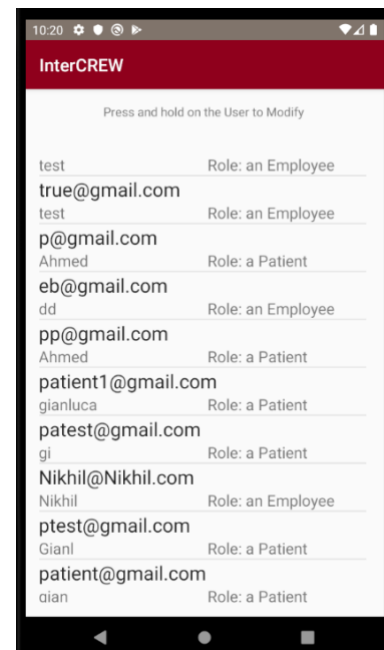 10:20
InterCREW
Press and hold on the User to Modify
test Role: an Employee
true@gmail.com
test Role: an Employee
p@gmail.com
Ahmed Role: a Patient
eb@gmail.com
dd Role: an Employee
pp@gmail.com
Ahmed Role: a Patient
patient1@gmail.com
gianluca Role: a Patient
patest@gmail.com
gi Role: a Patient
Nikhil@Nikhil.com
Nikhil Role: an Employee
ptest@gmail.com
Gianl Role: a Patient
patient@gmail.com
gian Role: a Patient